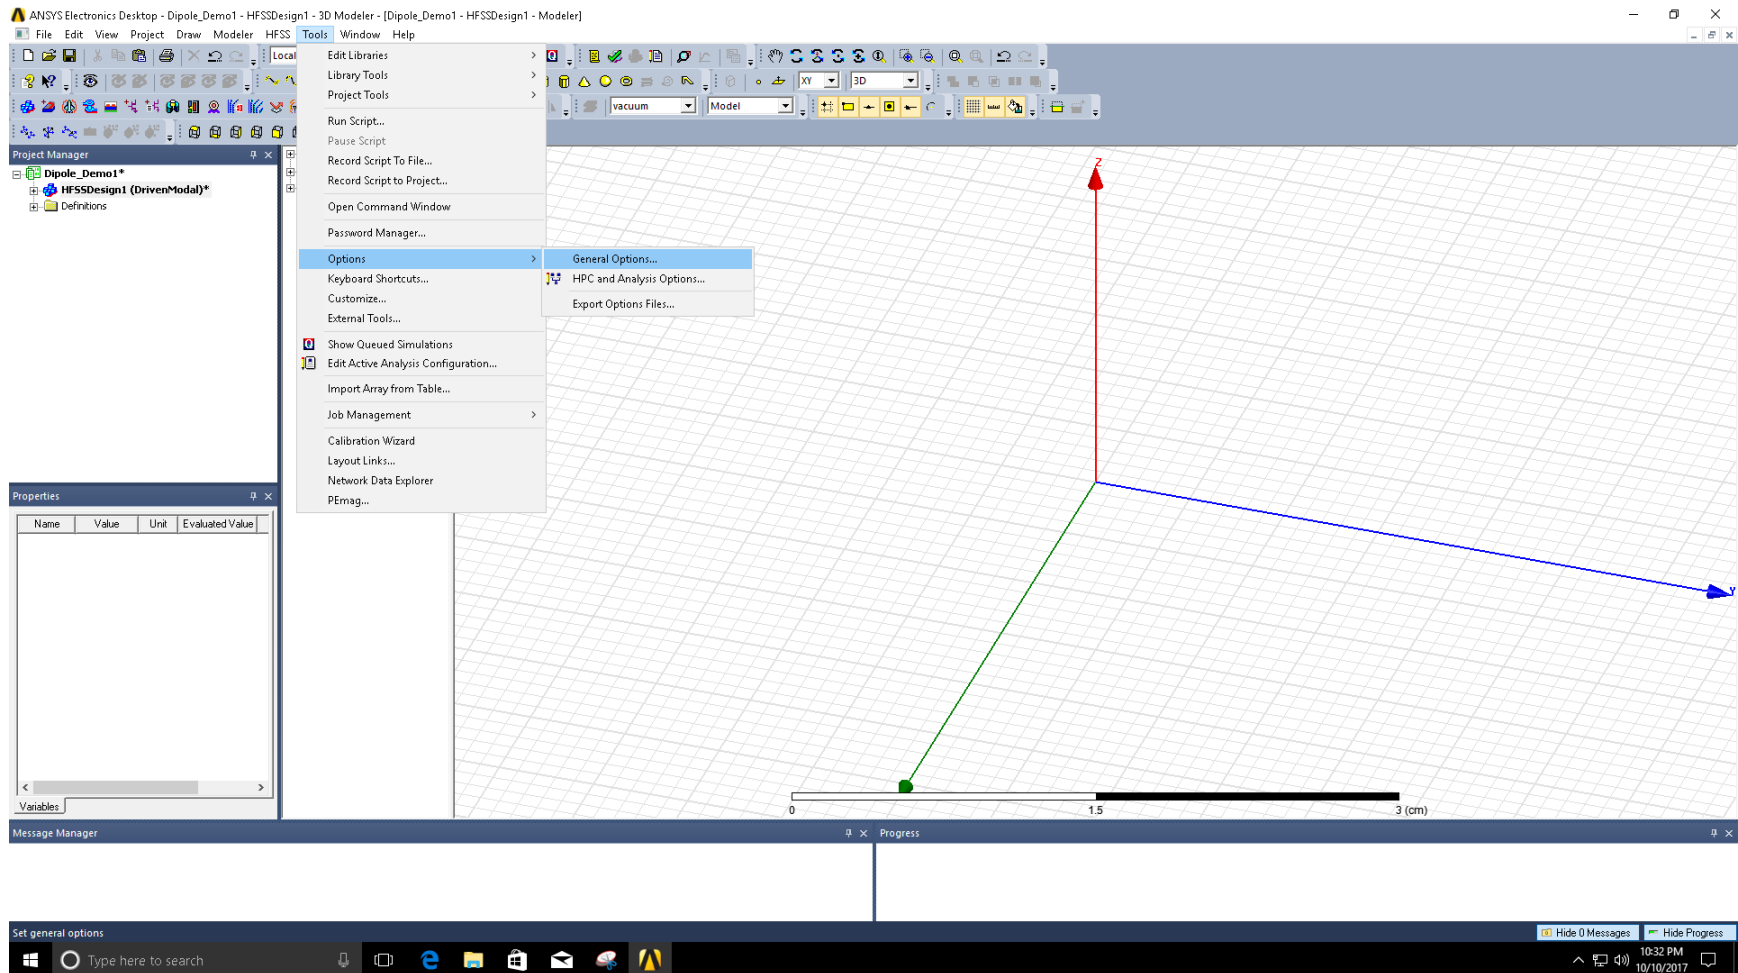 ANSYS Electronics Desktop - Dipole_Demo1 - HFSSDesign1 - 3D Modeler - [Dipole_Demo1 - HFSSDesign1 - Modeler]
File Edit View Project Draw Modeler HFSS Tools Window Help
Local
XY 3D
vacuum Model
Edit Libraries
Library Tools
Project Tools
Run Script...
Pause Script
Record Script To File...
Record Script to Project...
Open Command Window
Password Manager...
Options
Keyboard Shortcuts...
Customize...
External Tools...
Show Queued Simulations
Edit Active Analysis Configuration...
Import Array from Table...
Job Management
Calibration Wizard
Layout Links...
Network Data Explorer
PEmag...
General Options...
HPC and Analysis Options...
Export Options Files...
Project Manager
Dipole_Demo1*
HFSSDesign1 (DrivenModal)*
Definitions
Properties
Name Value Unit Evaluated Value
Variables
Z
Y
0 1.5 3 (cm)
Message Manager
Progress
Set general options
Hide 0 Messages Hide Progress
Type here to search
10:32 PM
10/10/2017